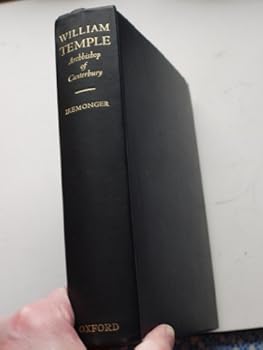 WILLIAM
TEMPLE
Archbishop
of
Canterbury
IREMONGER
OXFORD